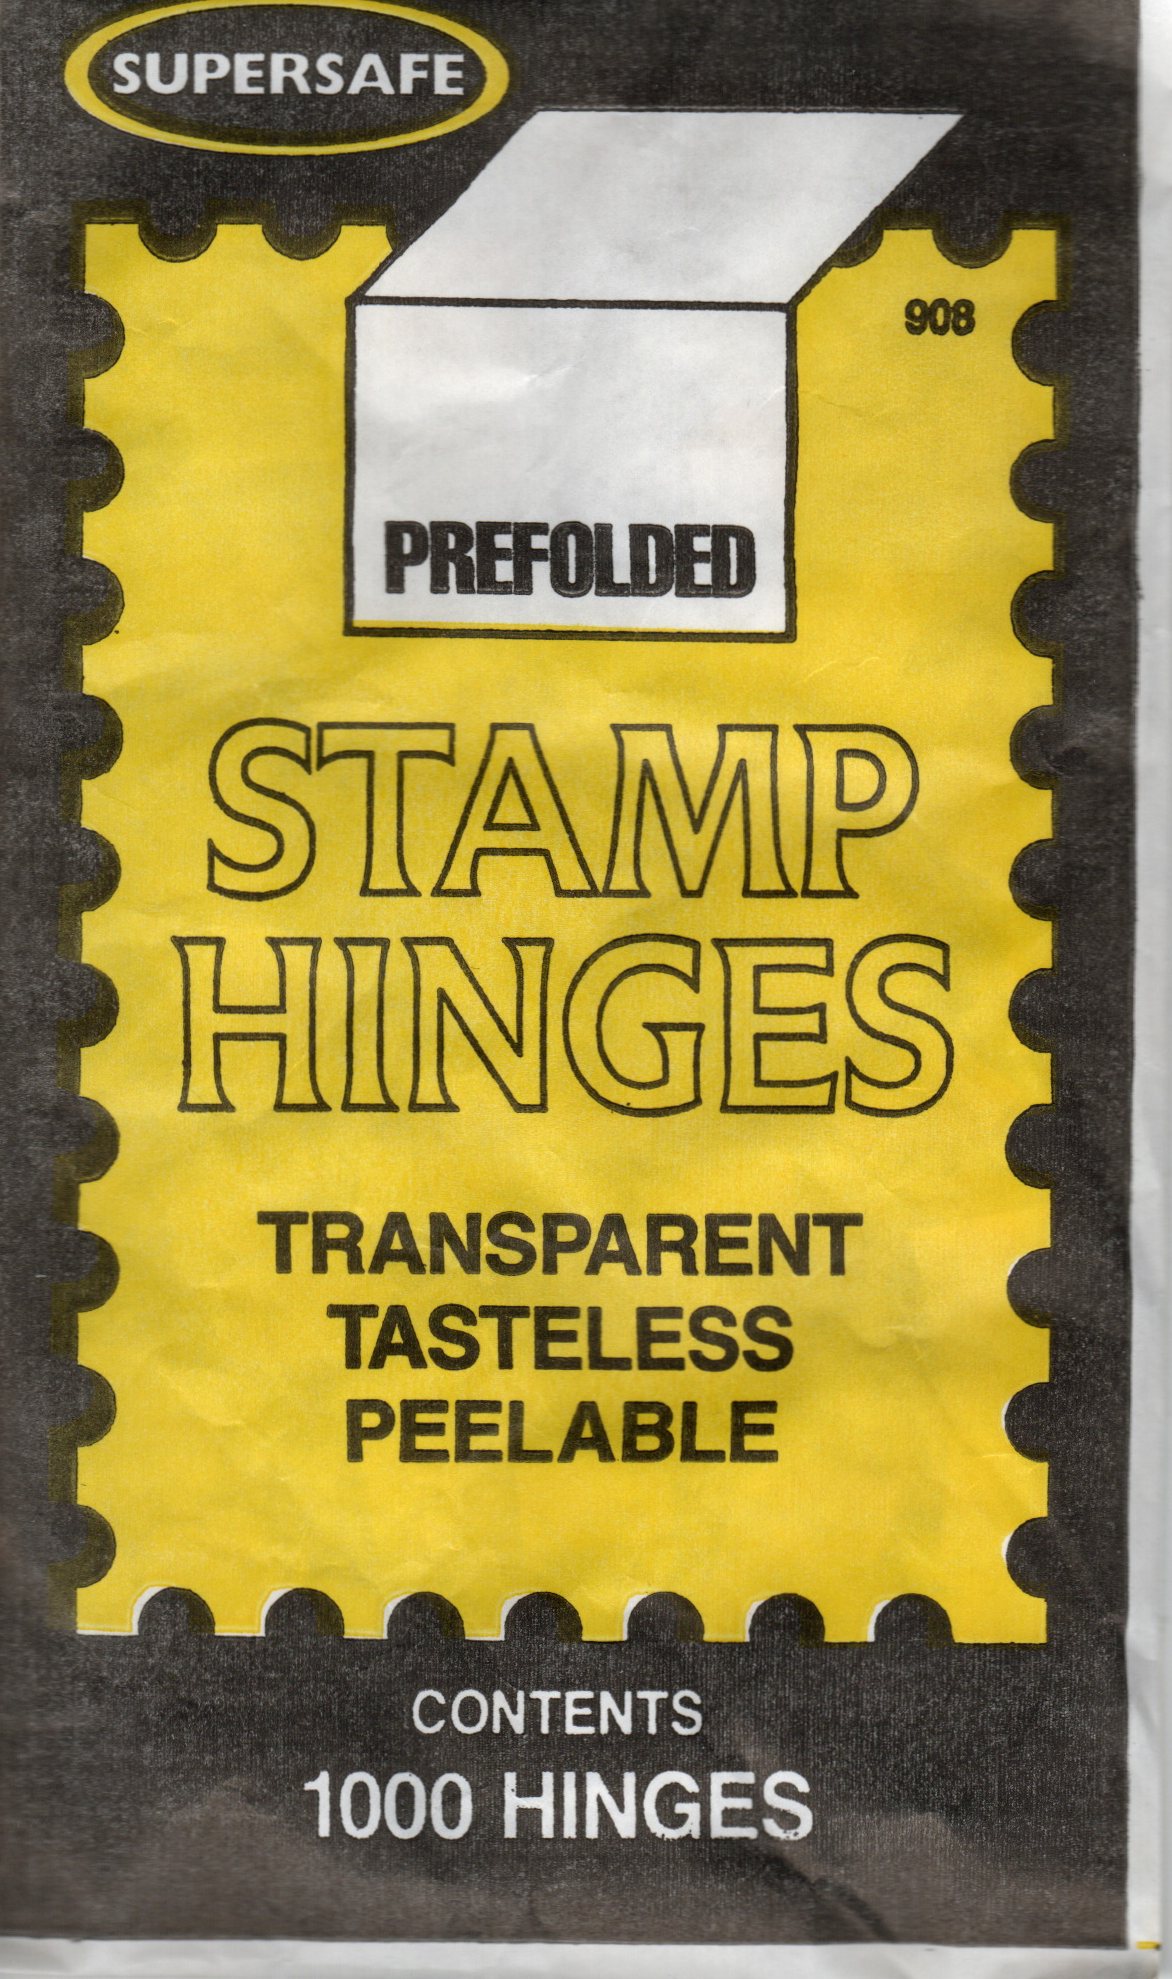 SUPERSAFE
908
PREFOLDED
STAMP
HINGES
TRANSPARENT
TASTELESS
PEELABLE
CONTENTS
1000 HINGES